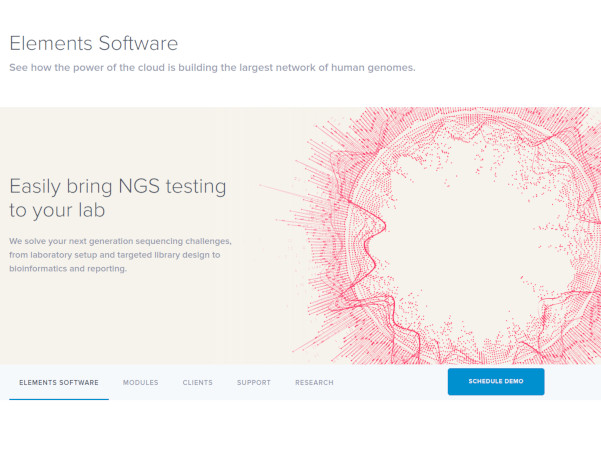 Elements Software
See how the power of the cloud is building the largest network of human genomes.
Easily bring NGS testing
to your lab
We solve your next generation sequencing challenges,
from laboratory setup and targeted library design to
bioinformatics and reporting.
ELEMENTS SOFTWARE MODULES CLIENTS SUPPORT RESEARCH SCHEDULE DEMO